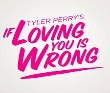 TYLER PERRY'S
IF LOVING
YOU IS
WRONG